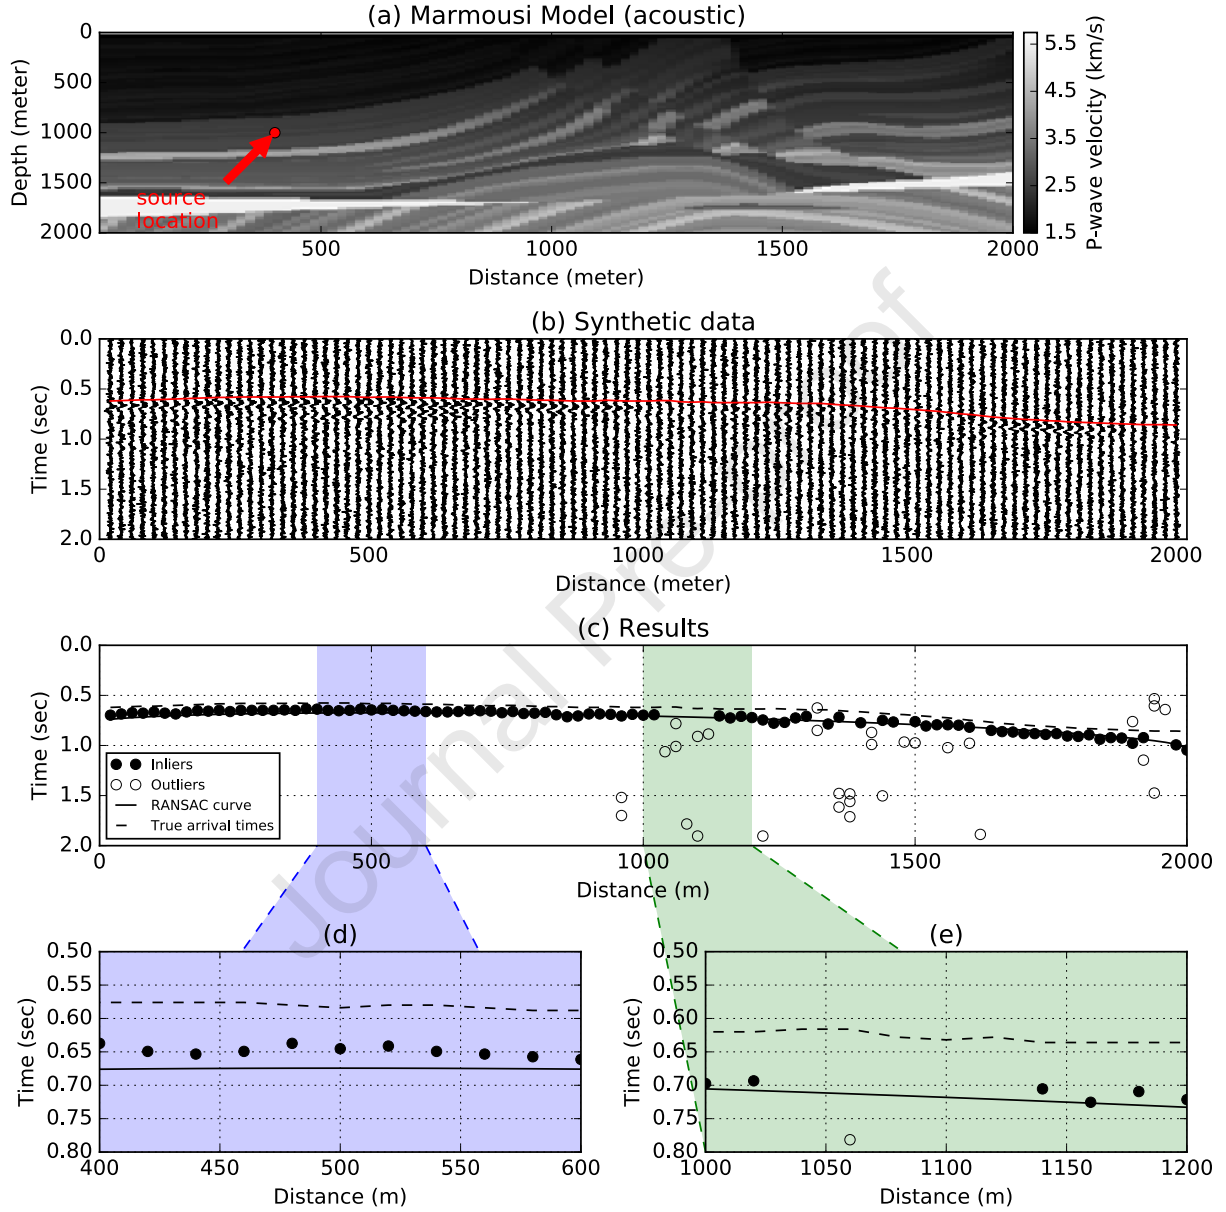 (a) Marmousi Model (acoustic)
0
500
1000
1500
2000
Depth (meter)
source
location
500
1000
1500
2000
Distance (meter)
5.5
4.5
3.5
2.5
1.5
P-wave velocity (km/s)
(b) Synthetic data
0.0
0.5
1.0
1.5
2.0
Time (sec)
0
500
1000
1500
2000
Distance (meter)
Journal Pre-proof
(c) Results
0.0
0.5
1.0
1.5
2.0
Time (sec)
Inliers
Outliers
RANSAC curve
True arrival times
0
500
1000
1500
2000
Distance (m)
(d)
0.50
0.55
0.60
0.65
0.70
0.75
0.80
Time (sec)
400
450
500
550
600
Distance (m)
(e)
0.50
0.55
0.60
0.65
0.70
0.75
0.80
Time (sec)
1000
1050
1100
1150
1200
Distance (m)